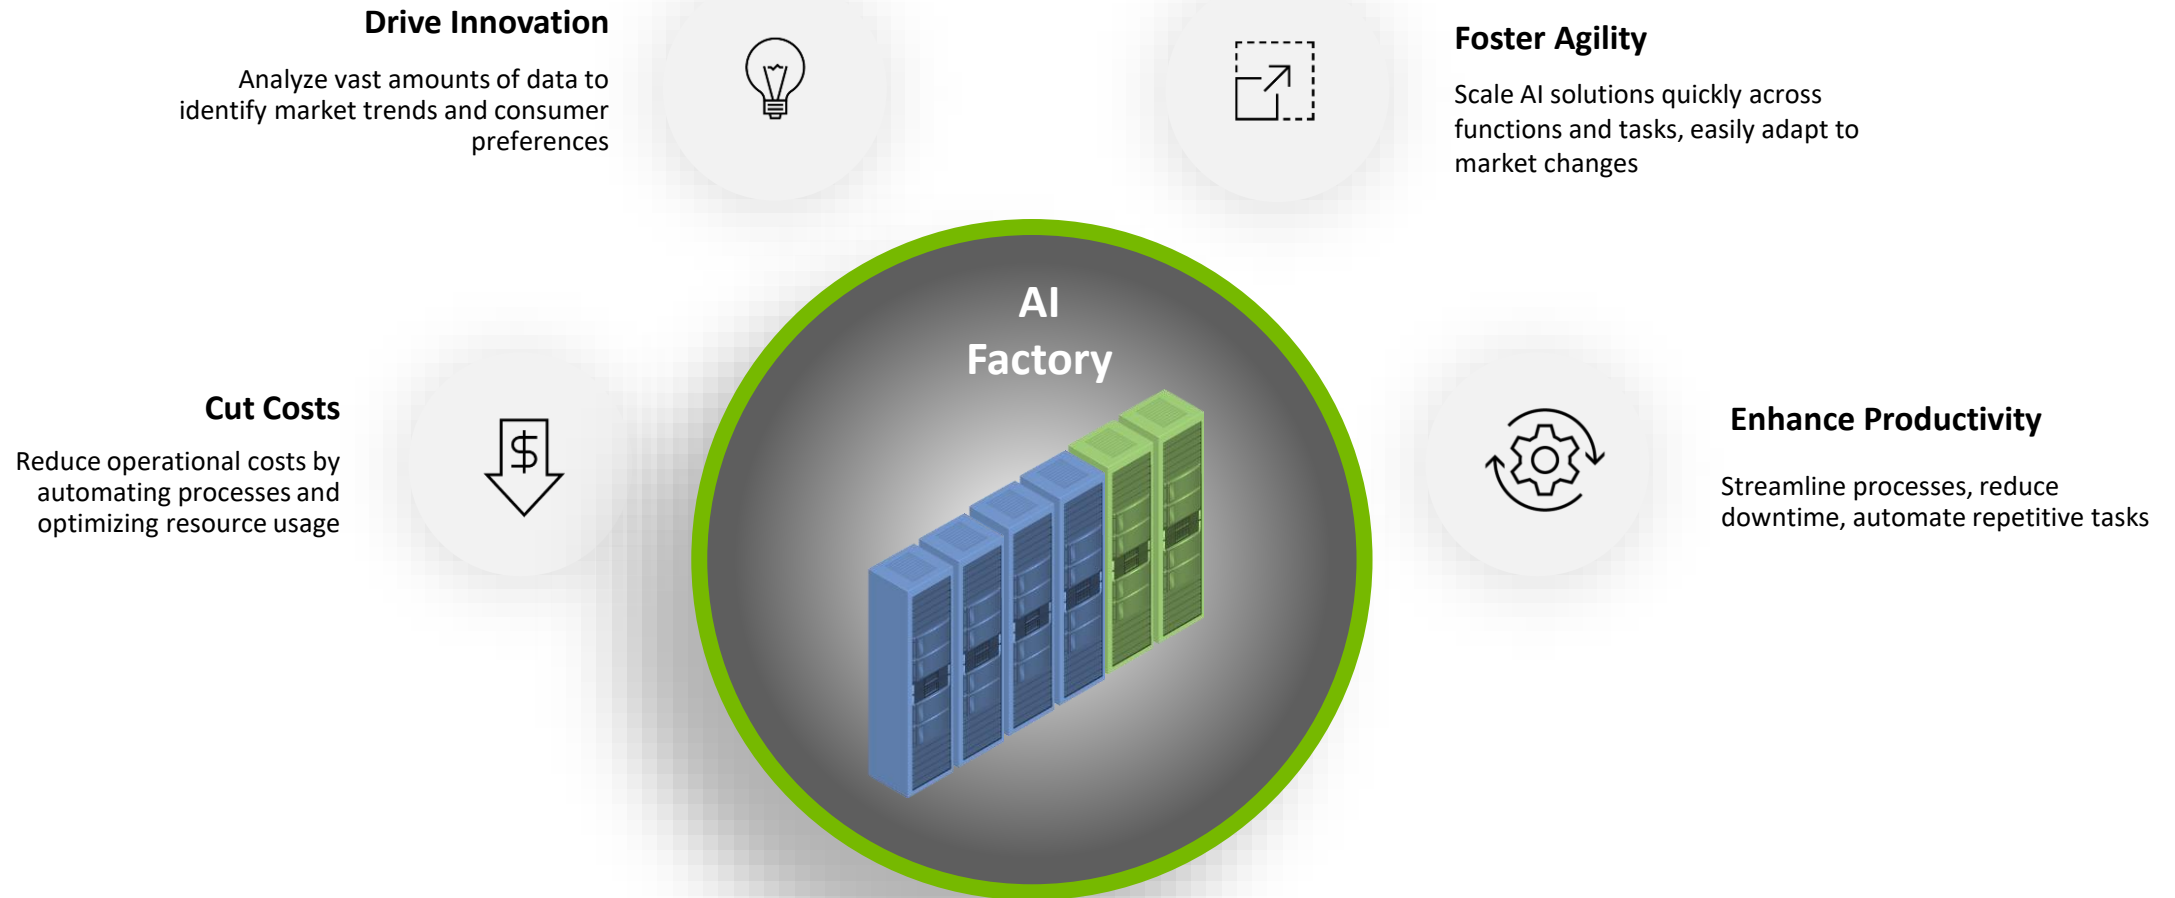 Drive Innovation
Analyze vast amounts of data to
identify market trends and consumer
preferences
Foster Agility
Scale AI solutions quickly across
functions and tasks, easily adapt to
market changes
AI
Factory
Cut Costs
Reduce operational costs by
automating processes and
optimizing resource usage
$
Enhance Productivity
Streamline processes, reduce
downtime, automate repetitive tasks